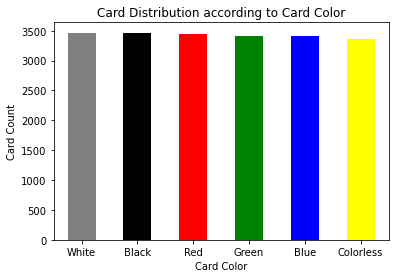 Card Distribution according to Card Color
Card Count
3500
3000
2500
2000
1500
1000
500
0
White Black Red Green Blue Colorless
Card Color